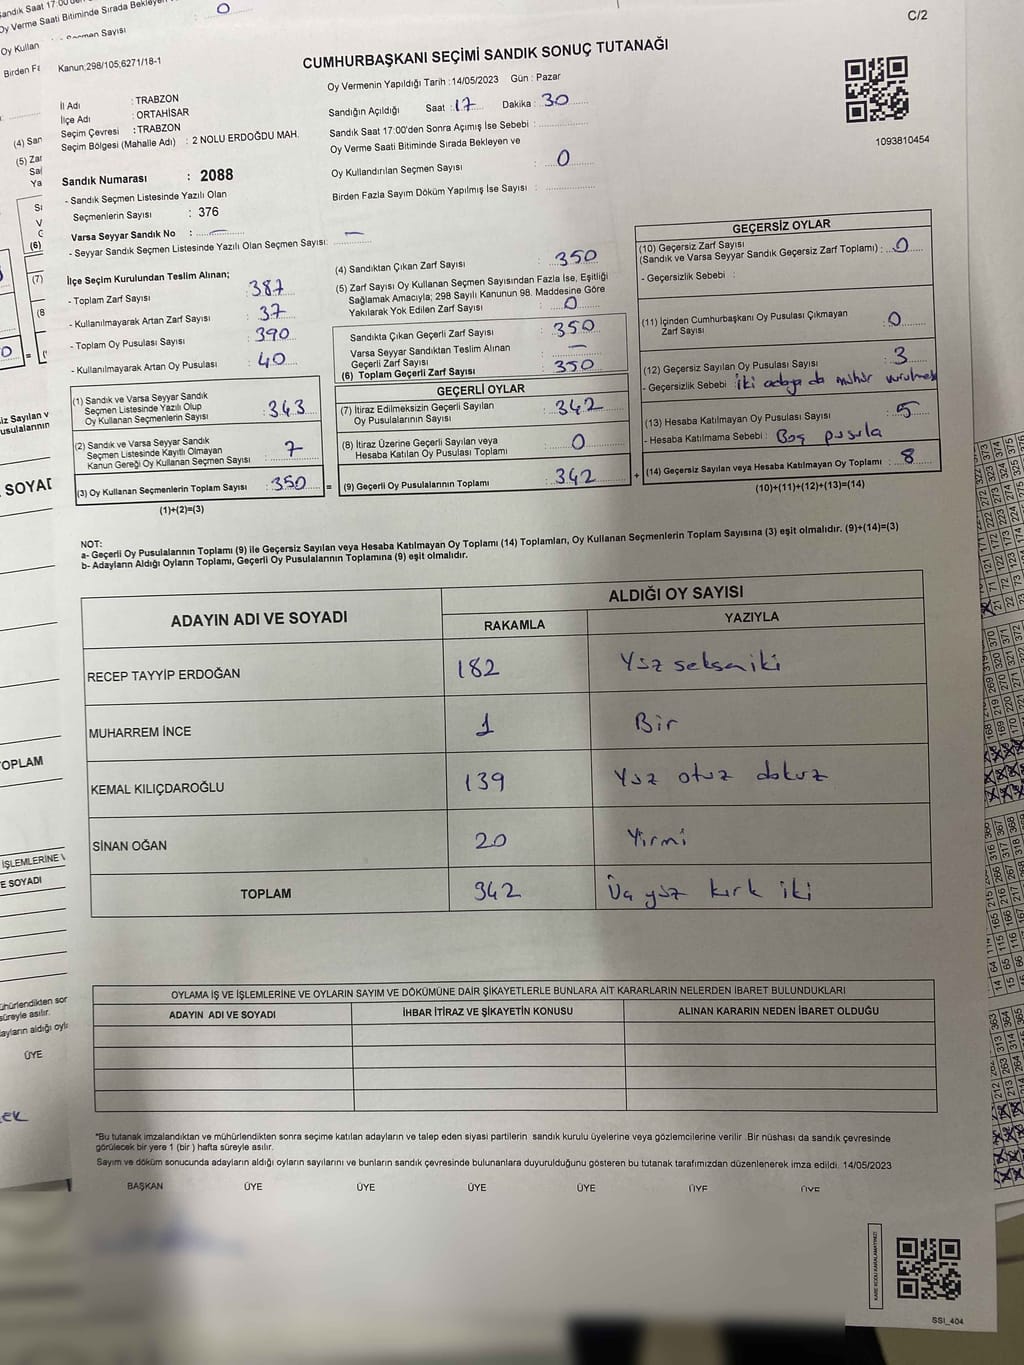 C/2
CUMHURBAŞKANI SEÇİMİ SANDIK SONUÇ TUTANAĞI
Kanun;298/105;6271/18-1
Oy Vermenin Yapıldığı Tarih : 14/05/2023 Gün : Pazar
İl Adı : TRABZON
İlçe Adı : ORTAHİSAR
Seçim Çevresi : TRABZON
Seçim Bölgesi (Mahalle Adı) : 2 NOLU ERDOĞDU MAH.
Sandık Numarası : 2088
- Sandık Seçmen Listesinde Yazılı Olan
Seçmenlerin Sayısı : 376
Varsa Seyyar Sandık No : —
- Seyyar Sandık Seçmen Listesinde Yazılı Olan Seçmen Sayısı: —
Sandığın Açıldığı Saat : 17 Dakika : 30
Sandık Saat 17:00'den Sonra Açımış İse Sebebi :
Oy Verme Saati Bitiminde Sırada Bekleyen ve
Oy Kullandırılan Seçmen Sayısı : 0
Birden Fazla Sayım Döküm Yapılmış İse Sayısı :
1093810454
İlçe Seçim Kurulundan Teslim Alınan;
- Toplam Zarf Sayısı : 387
- Kullanılmayarak Artan Zarf Sayısı : 37
- Toplam Oy Pusulası Sayısı : 390
- Kullanılmayarak Artan Oy Pusulası : 40
(1) Sandık ve Varsa Seyyar Sandık
Seçmen Listesinde Yazılı Olup
Oy Kullanan Seçmenlerin Sayısı : 343
(2) Sandık ve Varsa Seyyar Sandık
Seçmen Listesinde Kayıtlı Olmayan
Kanun Gereği Oy Kullanan Seçmen Sayısı : 7
(3) Oy Kullanan Seçmenlerin Toplam Sayısı : 350
(1)+(2)=(3)
=
(4) Sandıktan Çıkan Zarf Sayısı : 350
(5) Zarf Sayısı Oy Kullanan Seçmen Sayısından Fazla İse, Eşitliği
Sağlamak Amacıyla; 298 Sayılı Kanunun 98. Maddesine Göre
Yakılarak Yok Edilen Zarf Sayısı : 0
Sandıkta Çıkan Geçerli Zarf Sayısı : 350
Varsa Seyyar Sandıktan Teslim Alınan
Geçerli Zarf Sayısı : —
(6) Toplam Geçerli Zarf Sayısı : 350
GEÇERLİ OYLAR
(7) İtiraz Edilmeksizin Geçerli Sayılan
Oy Pusulalarının Sayısı : 342
(8) İtiraz Üzerine Geçerli Sayılan veya
Hesaba Katılan Oy Pusulası Toplamı : 0
(9) Geçerli Oy Pusulalarının Toplamı : 342
+
GEÇERSİZ OYLAR
(10) Geçersiz Zarf Sayısı
(Sandık ve Varsa Seyyar Sandık Geçersiz Zarf Toplamı) : 0
- Geçersizlik Sebebi :
(11) İçinden Cumhurbaşkanı Oy Pusulası Çıkmayan
Zarf Sayısı : 0
(12) Geçersiz Sayılan Oy Pusulası Sayısı : 3
- Geçersizlik Sebebi : İki adaya da mühür vurulmek
(13) Hesaba Katılmayan Oy Pusulası Sayısı : 5
- Hesaba Katılmama Sebebi : Boş pusula
(14) Geçersiz Sayılan veya Hesaba Katılmayan Oy Toplamı : 8
(10)+(11)+(12)+(13)=(14)
NOT:
a- Geçerli Oy Pusulalarının Toplamı (9) ile Geçersiz Sayılan veya Hesaba Katılmayan Oy Toplamı (14) Toplamları, Oy Kullanan Seçmenlerin Toplam Sayısına (3) eşit olmalıdır. (9)+(14)=(3)
b- Adayların Aldığı Oyların Toplamı, Geçerli Oy Pusulalarının Toplamına (9) eşit olmalıdır.
ADAYIN ADI VE SOYADI
ALDIĞI OY SAYISI
RAKAMLA YAZIYLA
RECEP TAYYİP ERDOĞAN 182 Yüz seksen iki
MUHARREM İNCE 1 Bir
KEMAL KILIÇDAROĞLU 139 Yüz otuz dokuz
SİNAN OĞAN 20 Yirmi
TOPLAM 342 Üç yüz kırk iki
OYLAMA İŞ VE İŞLEMLERİNE VE OYLARIN SAYIM VE DÖKÜMÜNE DAİR ŞİKAYETLERLE BUNLARA AİT KARARLARIN NELERDEN İBARET BULUNDUKLARI
ADAYIN ADI VE SOYADI İHBAR İTİRAZ VE ŞİKAYETİN KONUSU ALINAN KARARIN NEDEN İBARET OLDUĞU
*Bu tutanak imzalandıktan ve mühürlendikten sonra seçime katılan adayların ve talep eden siyasi partilerin sandık kurulu üyelerine veya gözlemcilerine verilir .Bir nüshası da sandık çevresinde
görülecek bir yere 1 (bir ) hafta süreyle asılır.
Sayım ve döküm sonucunda adayların aldığı oyların sayılarını ve bunların sandık çevresinde bulunanlara duyurulduğunu gösteren bu tutanak tarafımızdan düzenlenerek imza edildi. 14/05/2023
BAŞKAN ÜYE ÜYE ÜYE ÜYE ÜYE ÜYE
KARE KODU KARALAMAYINIZ!
SSI_404